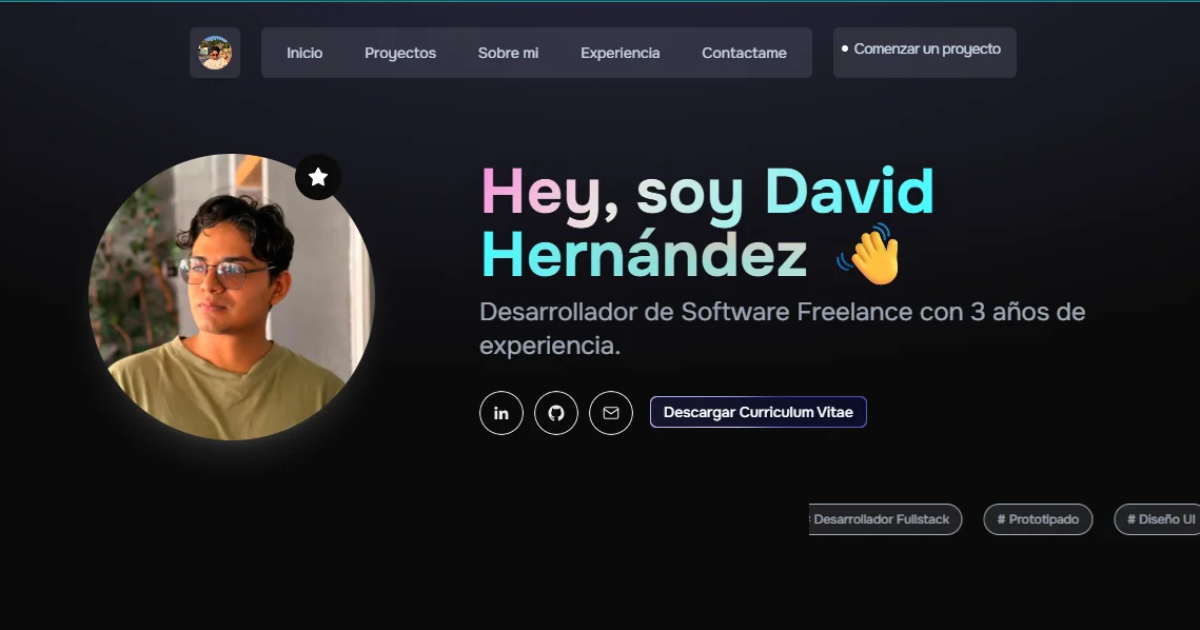 Inicio
Proyectos
Sobre mi
Experiencia
Contactame
Comenzar un proyecto
Hey, soy David
Hernández 👋
Desarrollador de Software Freelance con 3 años de
experiencia.
in
Descargar Curriculum Vitae
# Desarrollador Fullstack
# Prototipado
# Diseño UI